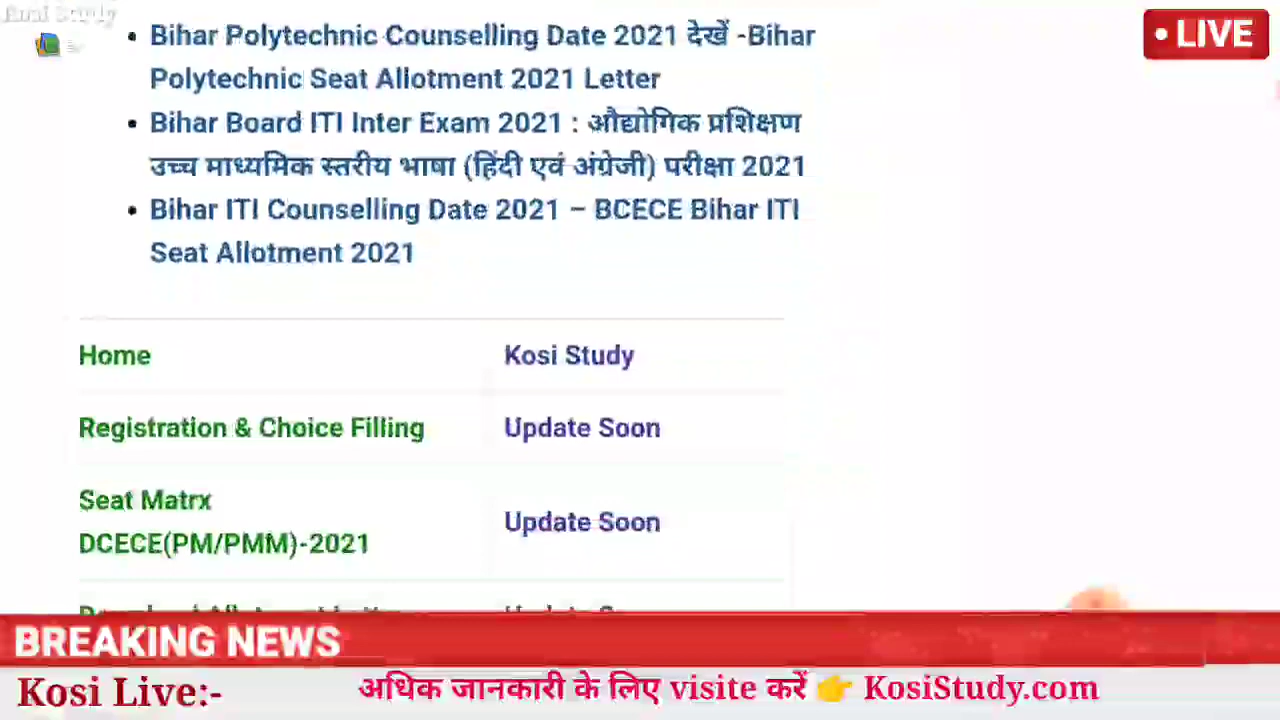 Kosi Study
• LIVE
• Bihar Polytechnic Counselling Date 2021 देखें -Bihar
Polytechnic Seat Allotment 2021 Letter
• Bihar Board ITI Inter Exam 2021 : औद्योगिक प्रशिक्षण
उच्च माध्यमिक स्तरीय भाषा (हिंदी एवं अंग्रेजी) परीक्षा 2021
• Bihar ITI Counselling Date 2021 – BCECE Bihar ITI
Seat Allotment 2021
Home Kosi Study
Registration & Choice Filling Update Soon
Seat Matrx
DCECE(PM/PMM)-2021
Update Soon
BREAKING NEWS
Kosi Live:- अधिक जानकारी के लिए visite करें 👉 KosiStudy.com